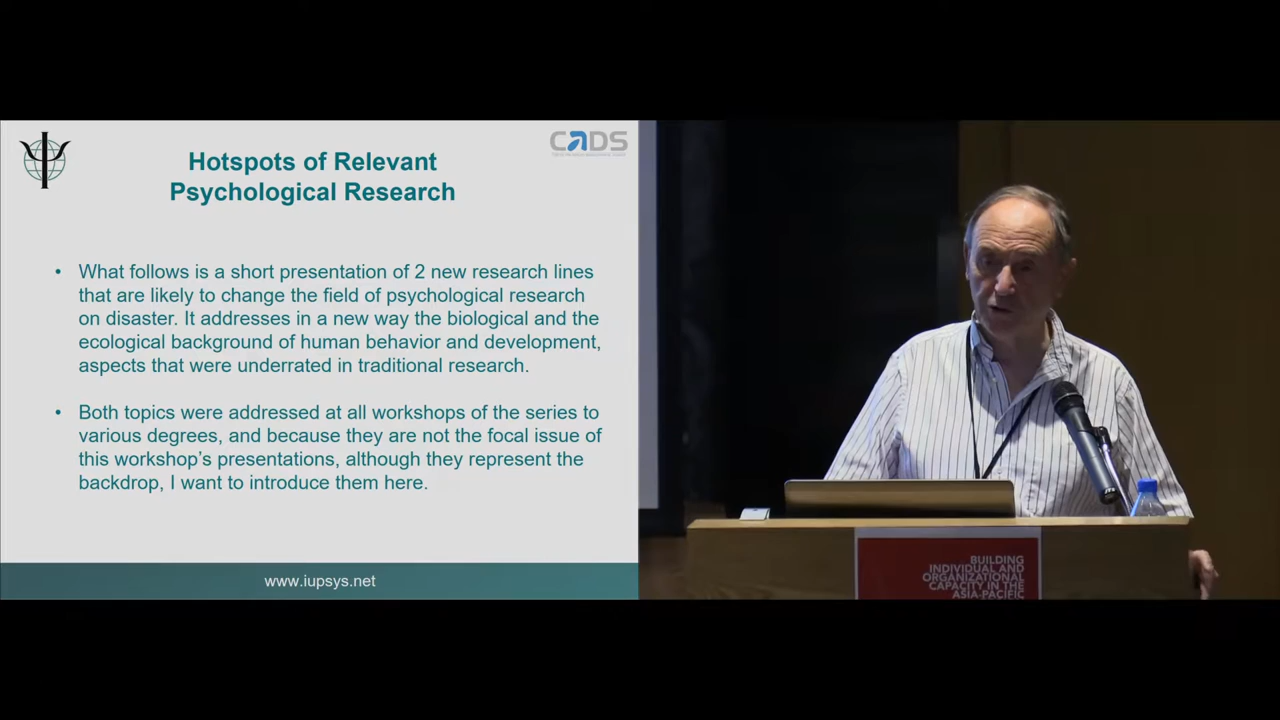 CADS
Hotspots of Relevant
Psychological Research
• What follows is a short presentation of 2 new research lines
that are likely to change the field of psychological research
on disaster. It addresses in a new way the biological and the
ecological background of human behavior and development,
aspects that were underrated in traditional research.
• Both topics were addressed at all workshops of the series to
various degrees, and because they are not the focal issue of
this workshop's presentations, although they represent the
backdrop, I want to introduce them here.
www.iupsys.net
BUILDING
INDIVIDUAL AND
ORGANIZATIONAL
CAPACITY IN THE
ASIA-PACIFIC